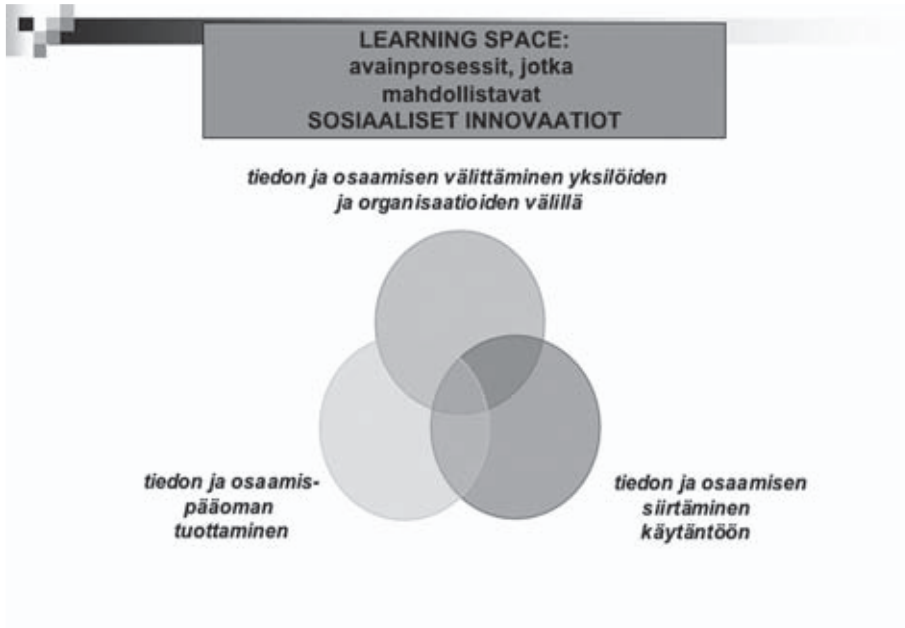 LEARNING SPACE:
avainprosessit, jotka
mahdollistavat
SOSIAALISET INNOVAATIOT
tiedon ja osaamisen välittäminen yksilöiden
ja organisaatioiden välillä
tiedon ja osaamis-
pääoman
tuottaminen
tiedon ja osaamisen
siirtäminen
käytäntöön